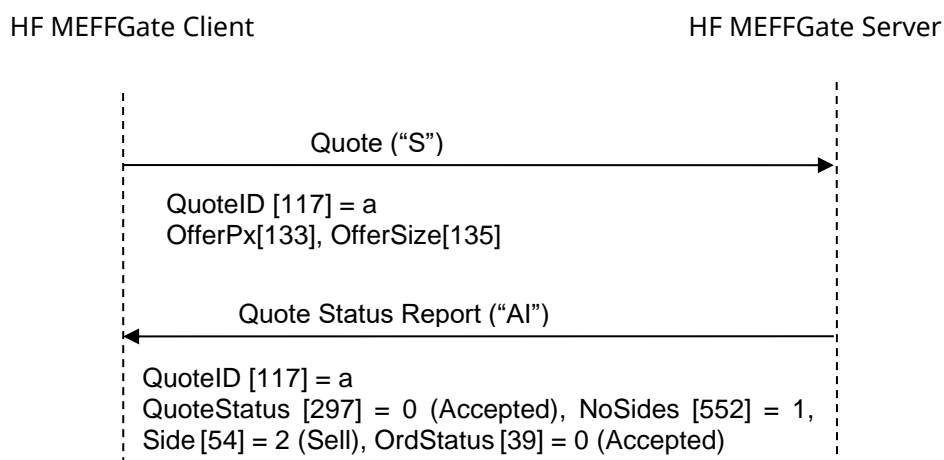 HF MEFFGate Client
HF MEFFGate Server
Quote (“S”)
QuoteID [117] = a
OfferPx[133], OfferSize[135]
Quote Status Report (“AI”)
QuoteID [117] = a
QuoteStatus [297] = 0 (Accepted), NoSides [552] = 1,
Side [54] = 2 (Sell), OrdStatus [39] = 0 (Accepted)